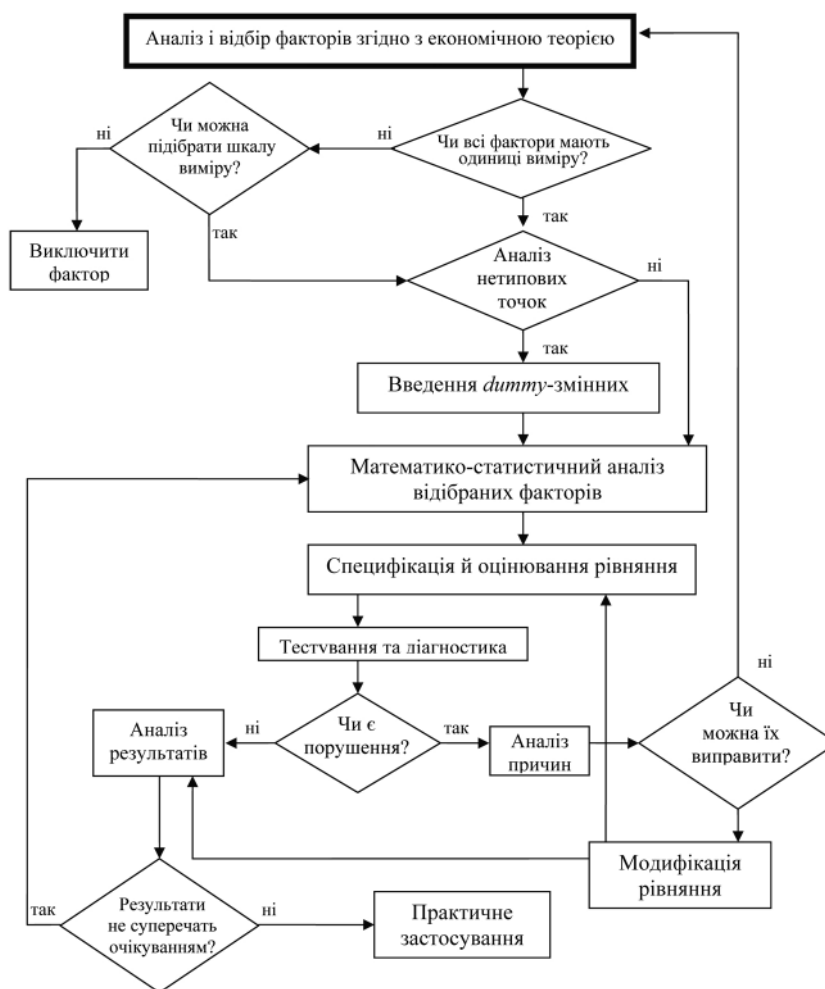 Аналіз і відбір факторів згідно з економічною теорією
ні
Чи можна
підібрати шкалу
виміру?
ні
Чи всі фактори мають
одиниці виміру?
так
так
Виключити
фактор
Аналіз
нетипових
точок
ні
так
Введення dummy-змінних
Математико-статистичний аналіз
відібраних факторів
Специфікація й оцінювання рівняння
Тестування та діагностика
ні
Аналіз
результатів
ні
Чи є
порушення?
так
Аналіз
причин
Чи
можна їх
виправити?
Модифікація
рівняння
так
Результати
не суперечать
очікуванням?
ні
Практичне
застосування